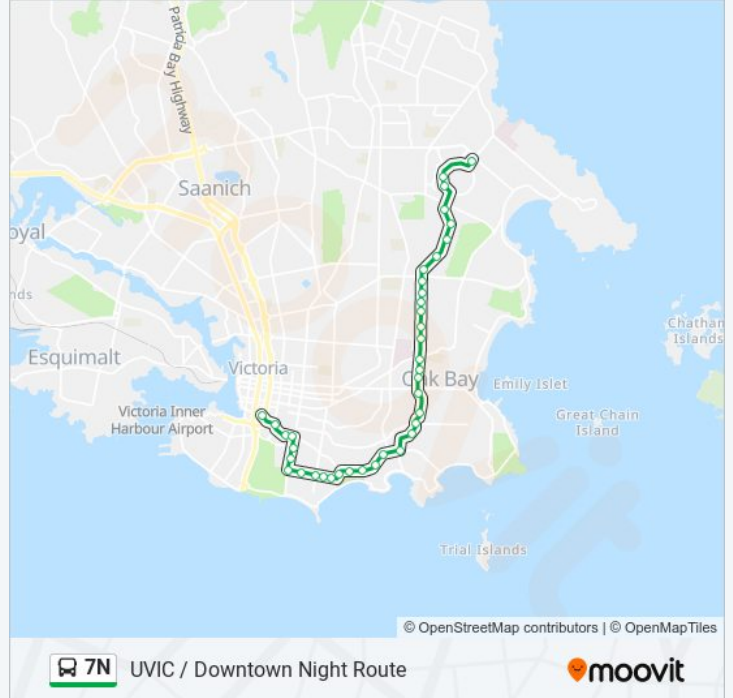 Patricia Bay Highway
Saanich
oyal
nds
Chatham
Islands
Esquimalt
Victoria
Oak Bay
Emily Islet
Victoria Inner
Harbour Airport
Great Chain
Island
Trial Islands
© OpenStreetMap contributors | © OpenMapTiles
7N UVIC / Downtown Night Route moovit